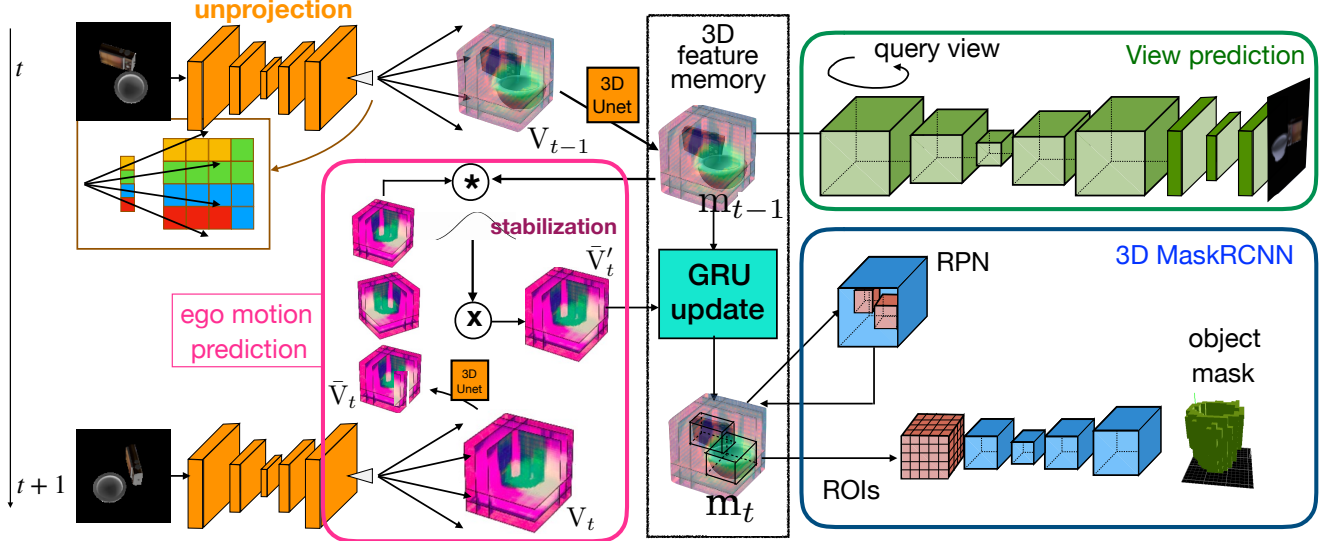 unprojection
t
V_{t-1}
3D
Unet
3D
feature
memory
m_{t-1}
query view
View prediction
*
stabilization
V̄'_t
x
GRU
update
ego motion
prediction
V̄_t
3D
Unet
V_t
t + 1
m_t
RPN
3D MaskRCNN
object
mask
ROIs